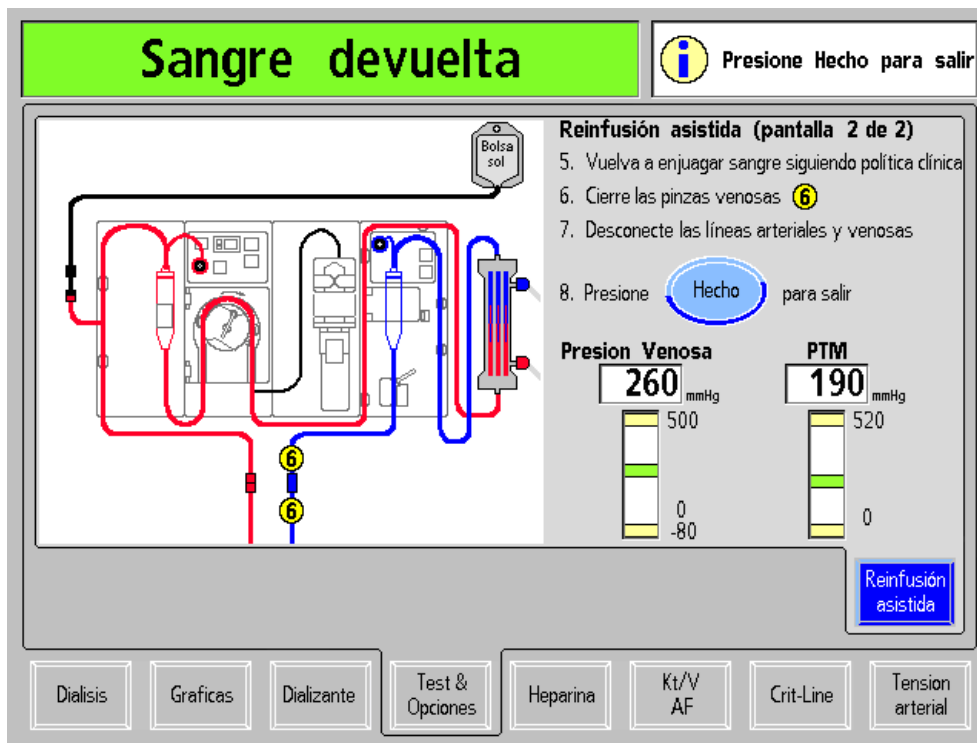 Sangre devuelta
Presione Hecho para salir
Bolsa
sol
6
6
Reinfusión asistida (pantalla 2 de 2)
5. Vuelva a enjuagar sangre siguiendo política clínica
6. Cierre las pinzas venosas 6
7. Desconecte las líneas arteriales y venosas
8. Presione Hecho para salir
Presion Venosa
260 mmHg
500
0
-80
PTM
190 mmHg
520
0
Reinfusión
asistida
Dialisis
Graficas
Dializante
Test &
Opciones
Heparina
Kt/V
AF
Crit-Line
Tension
arterial